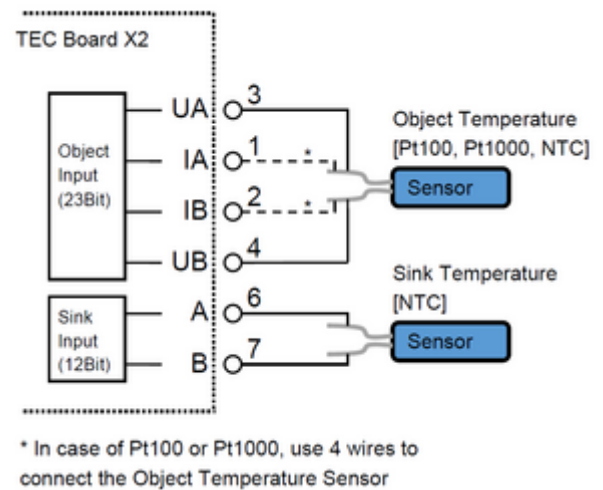 TEC Board X2
UA 3
Object Temperature
[Pt100, Pt1000, NTC]
Object
Input
(23Bit)
IA 1 *
Sensor
IB 2 *
UB 4
Sink Temperature
[NTC]
Sink
Input
(12Bit)
A 6
Sensor
B 7
* In case of Pt100 or Pt1000, use 4 wires to
connect the Object Temperature Sensor